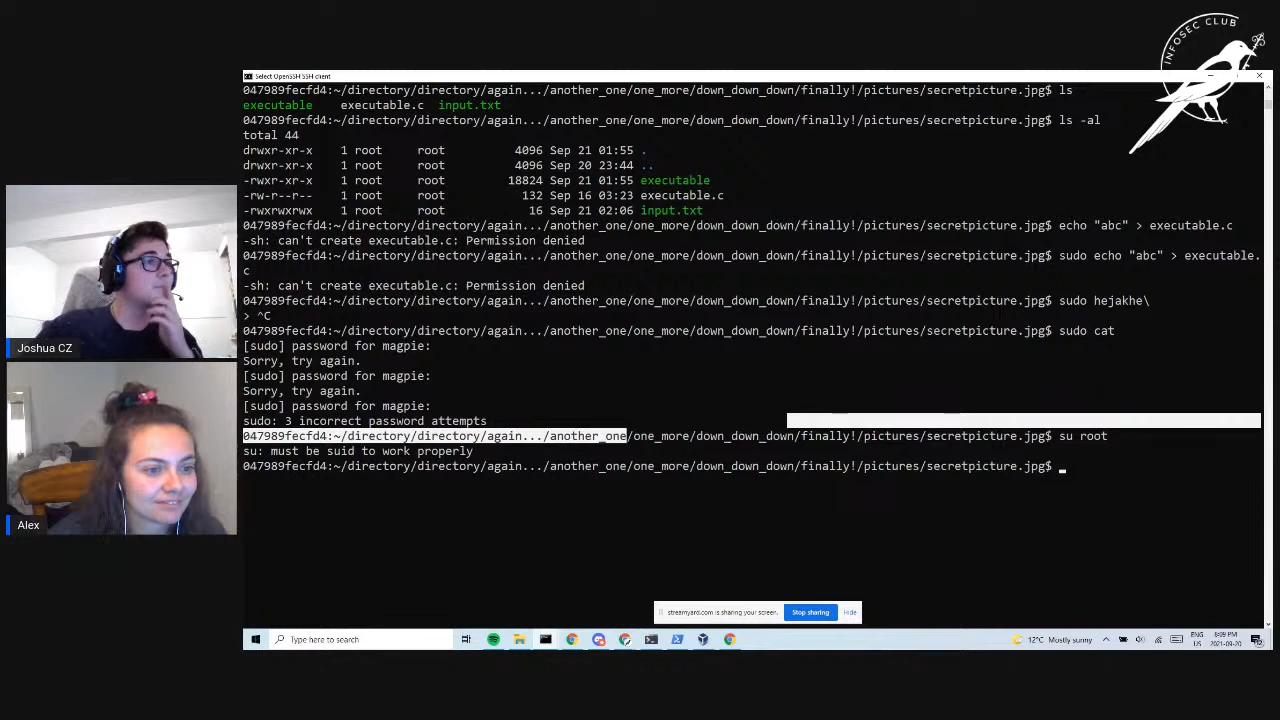 INFOSEC CLUB
Select OpenSSH SSH client
047989fecfd4:~/directory/directory/again.../another_one/one_more/down_down_down/finally!/pictures/secretpicture.jpg$ ls
executable    executable.c  input.txt
047989fecfd4:~/directory/directory/again.../another_one/one_more/down_down_down/finally!/pictures/secretpicture.jpg$ ls -al
total 44
drwxr-xr-x    1 root     root          4096 Sep 21 01:55 .
drwxr-xr-x    1 root     root          4096 Sep 20 23:44 ..
-rwxr-xr-x    1 root     root         18824 Sep 21 01:55 executable
-rw-r--r--    1 root     root           132 Sep 16 03:23 executable.c
-rwxrwxrwx    1 root     root            16 Sep 21 02:06 input.txt
047989fecfd4:~/directory/directory/again.../another_one/one_more/down_down_down/finally!/pictures/secretpicture.jpg$ echo "abc" > executable.c
-sh: can't create executable.c: Permission denied
047989fecfd4:~/directory/directory/again.../another_one/one_more/down_down_down/finally!/pictures/secretpicture.jpg$ sudo echo "abc" > executable.
c
-sh: can't create executable.c: Permission denied
047989fecfd4:~/directory/directory/again.../another_one/one_more/down_down_down/finally!/pictures/secretpicture.jpg$ sudo hejakhe\
> ^C
047989fecfd4:~/directory/directory/again.../another_one/one_more/down_down_down/finally!/pictures/secretpicture.jpg$ sudo cat
[sudo] password for magpie:
Sorry, try again.
[sudo] password for magpie:
Sorry, try again.
[sudo] password for magpie:
sudo: 3 incorrect password attempts
047989fecfd4:~/directory/directory/again.../another_one/one_more/down_down_down/finally!/pictures/secretpicture.jpg$ su root
su: must be suid to work properly
047989fecfd4:~/directory/directory/again.../another_one/one_more/down_down_down/finally!/pictures/secretpicture.jpg$
Joshua CZ
Alex
streamyard.com is sharing your screen.
Stop sharing
Hide
Type here to search
12°C Mostly sunny
ENG
US
8:09 PM
2021-09-20